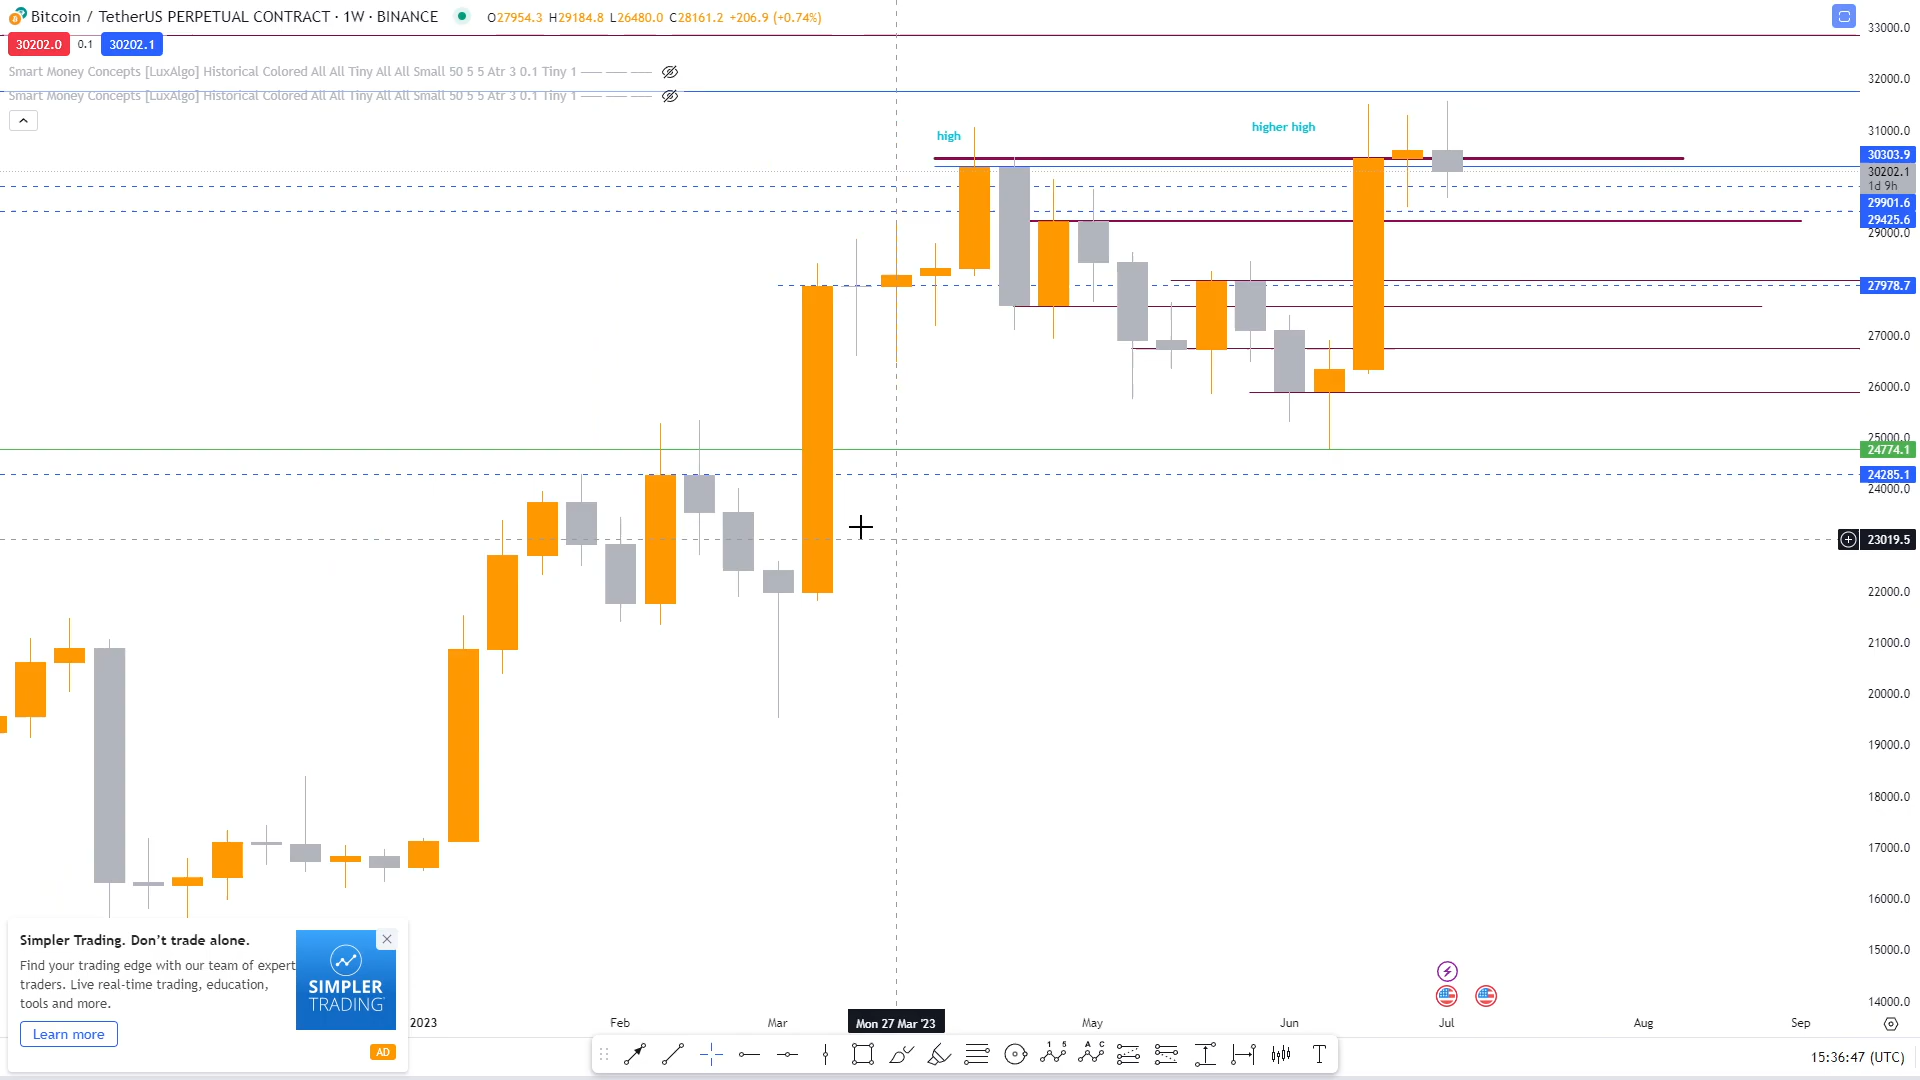 Bitcoin / TetherUS PERPETUAL CONTRACT · 1W · BINANCE O27954.3 H29184.8 L26480.0 C28161.2 +206.9 (+0.74%)
30202.0 0.1 30202.1
Smart Money Concepts [LuxAlgo] Historical Colored All All Tiny All All Small 50 5 5 Atr 3 0.1 Tiny 1
Smart Money Concepts [LuxAlgo] Historical Colored All All Tiny All All Small 50 5 5 Atr 3 0.1 Tiny 1
high
higher high
33000.0
32000.0
31000.0
30303.9
30202.1
1d 9h
29901.6
29425.6
29000.0
27978.7
27000.0
26000.0
25000.0
24774.1
24285.1
24000.0
23019.5
22000.0
21000.0
20000.0
19000.0
18000.0
17000.0
16000.0
15000.0
14000.0
Simpler Trading. Don’t trade alone.
Find your trading edge with our team of expert
traders. Live real-time trading, education,
tools and more.
Learn more
SIMPLER
TRADING
AD
2023 Feb Mar Mon 27 Mar '23 May Jun Jul Aug Sep
1 5
A C
T
15:36:47 (UTC)